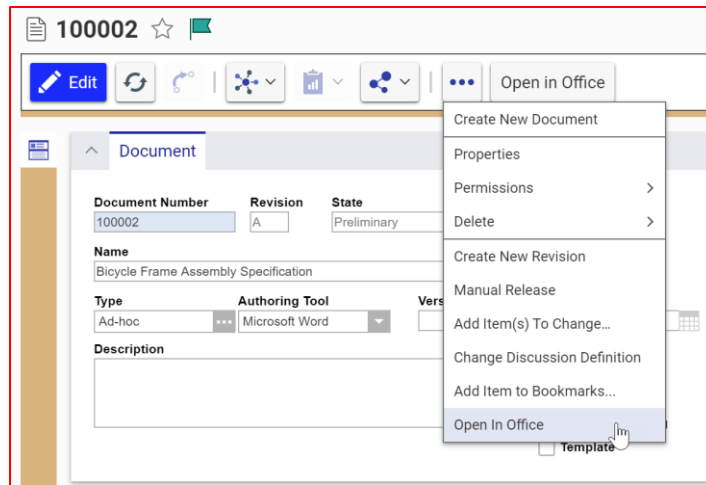 100002
Edit
Open in Office
Create New Document
Document
Properties
Permissions
Delete
Document Number Revision State
100002 A Preliminary
Name
Bicycle Frame Assembly Specification
Create New Revision
Manual Release
Type Authoring Tool Vers
Ad-hoc Microsoft Word
Add Item(s) To Change...
Description
Change Discussion Definition
Add Item to Bookmarks...
Open In Office
Template